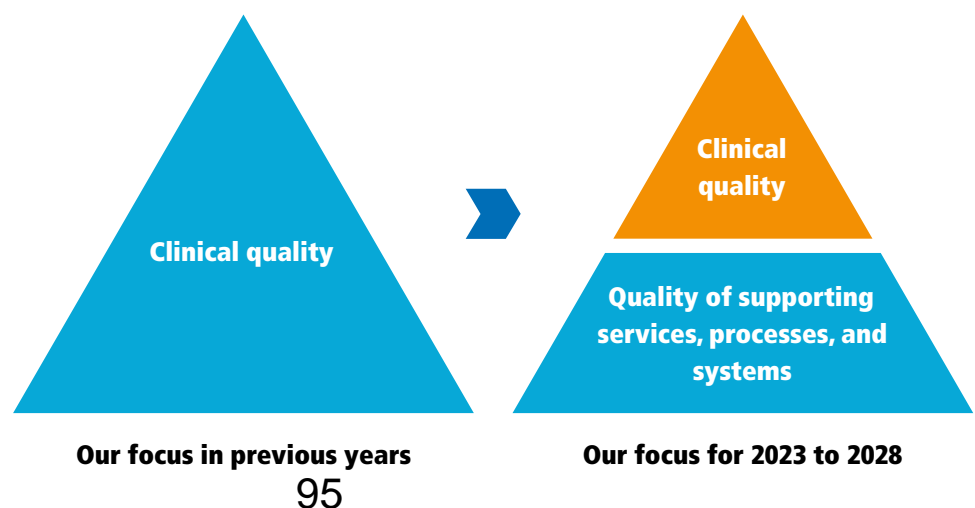 Clinical quality
Clinical
quality
Quality of supporting
services, processes, and
systems
Our focus in previous years
Our focus for 2023 to 2028
95